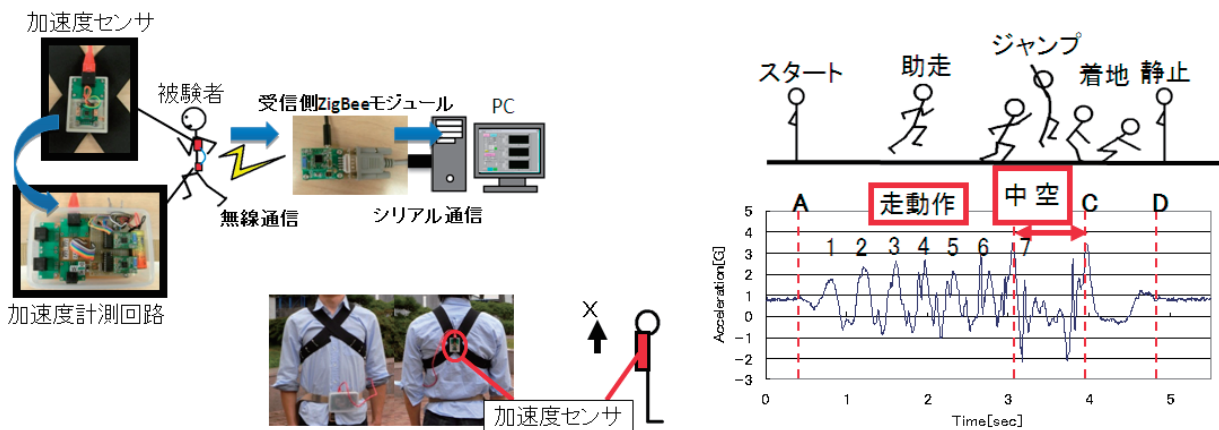 加速度センサ
被験者
受信側ZigBeeモジュール
PC
無線通信
シリアル通信
加速度計測回路
X
加速度センサ
スタート
助走
ジャンプ
着地
静止
A
走動作
中 空
C
D
1 2 3 4 5 6 7
Acceleration[G]
5
4
3
2
1
0
−1
−2
−3
0 1 2 3 4 5
Time[sec]